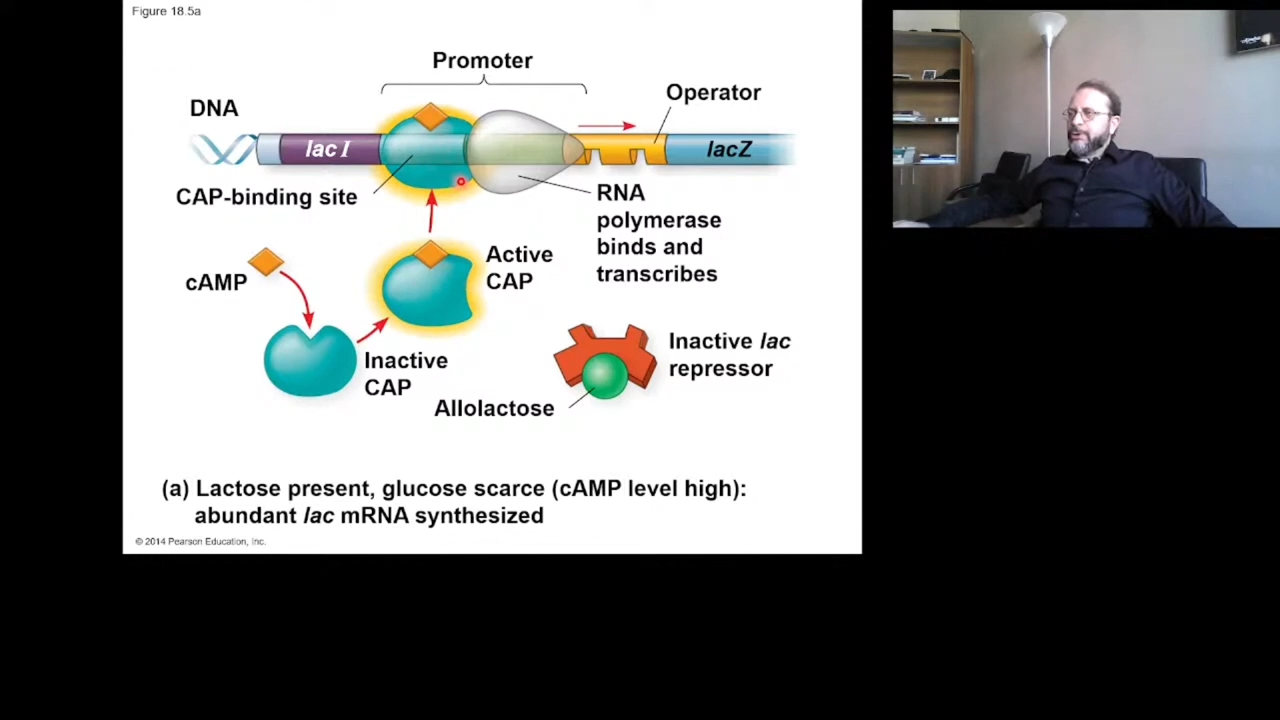 Figure 18.5a
Promoter
Operator
DNA
lac I
lacZ
CAP-binding site
RNA
polymerase
binds and
transcribes
cAMP
Active
CAP
Inactive
CAP
Inactive lac
repressor
Allolactose
(a) Lactose present, glucose scarce (cAMP level high):
abundant lac mRNA synthesized
© 2014 Pearson Education, Inc.